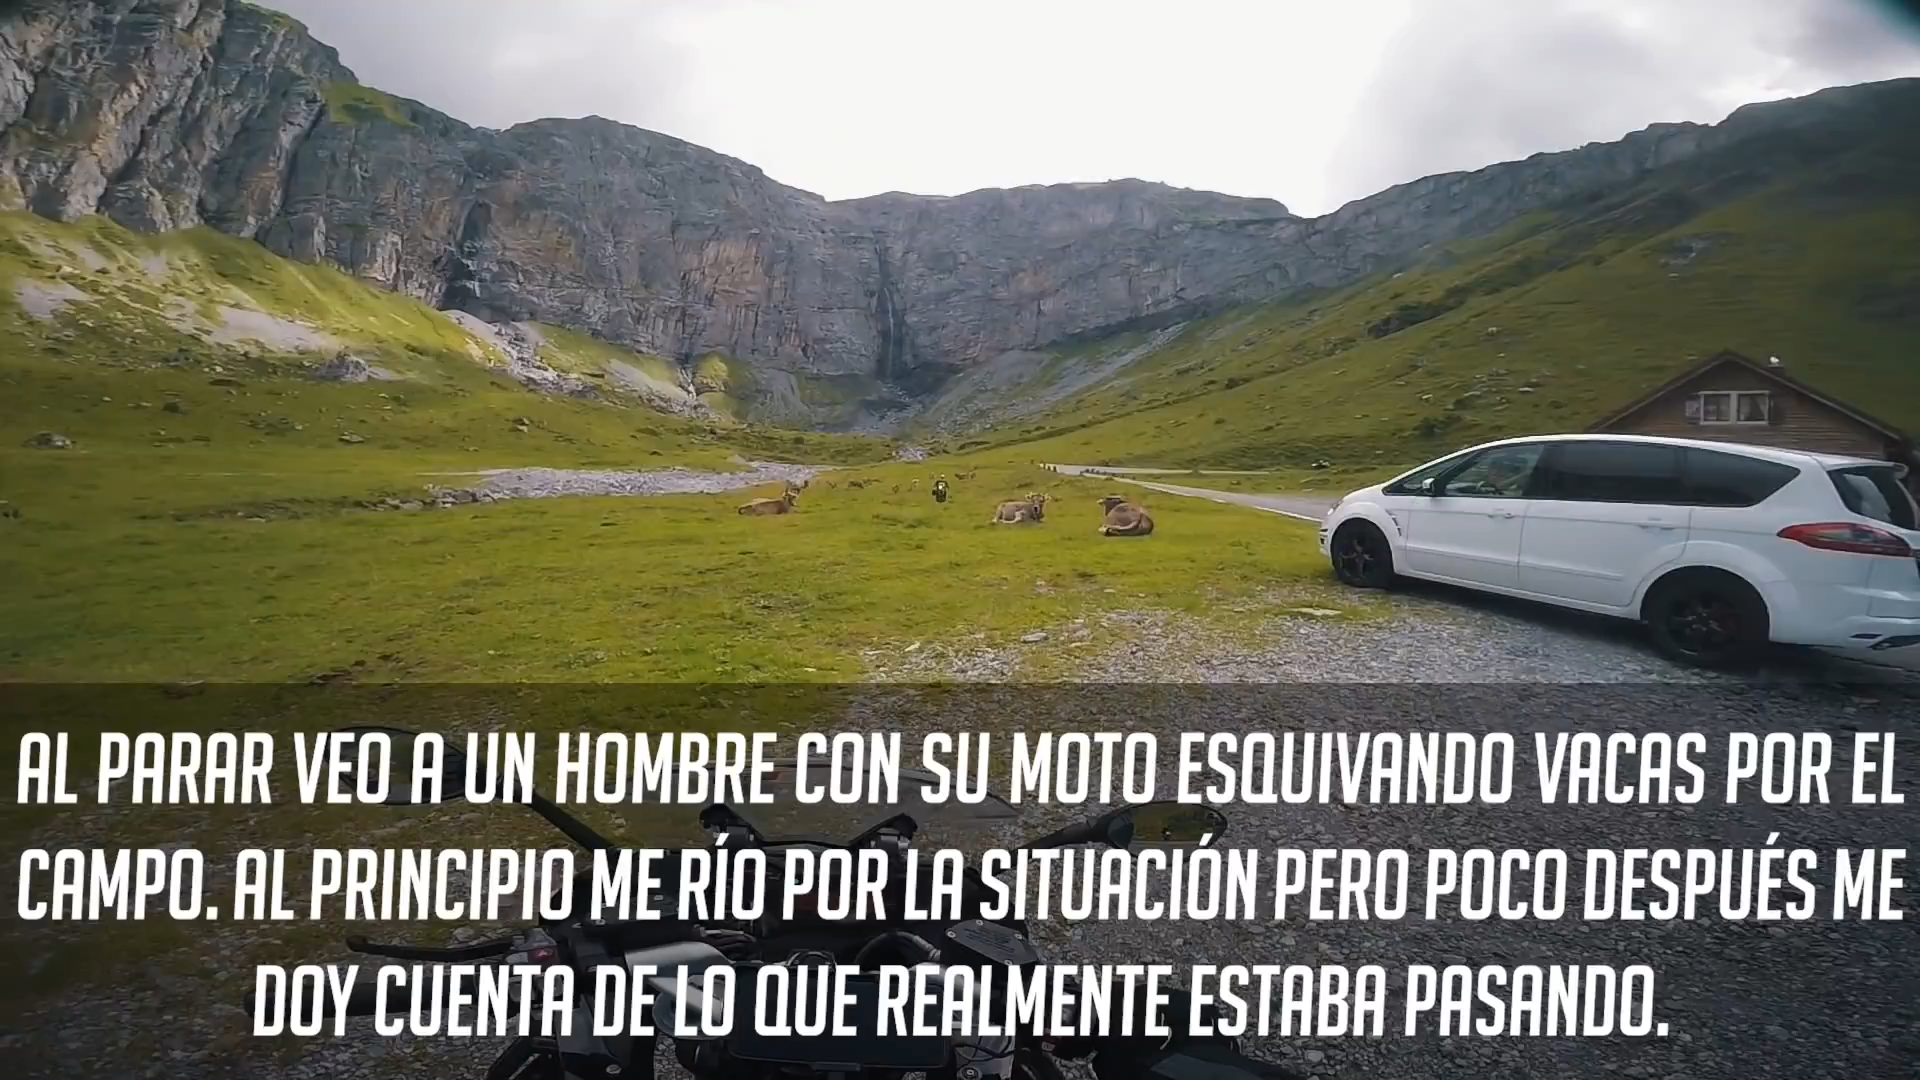 AL PARAR VEO A UN HOMBRE CON SU MOTO ESQUIVANDO VACAS POR EL
CAMPO. AL PRINCIPIO ME RÍO POR LA SITUACIÓN PERO POCO DESPUÉS ME
DOY CUENTA DE LO QUE REALMENTE ESTABA PASANDO.